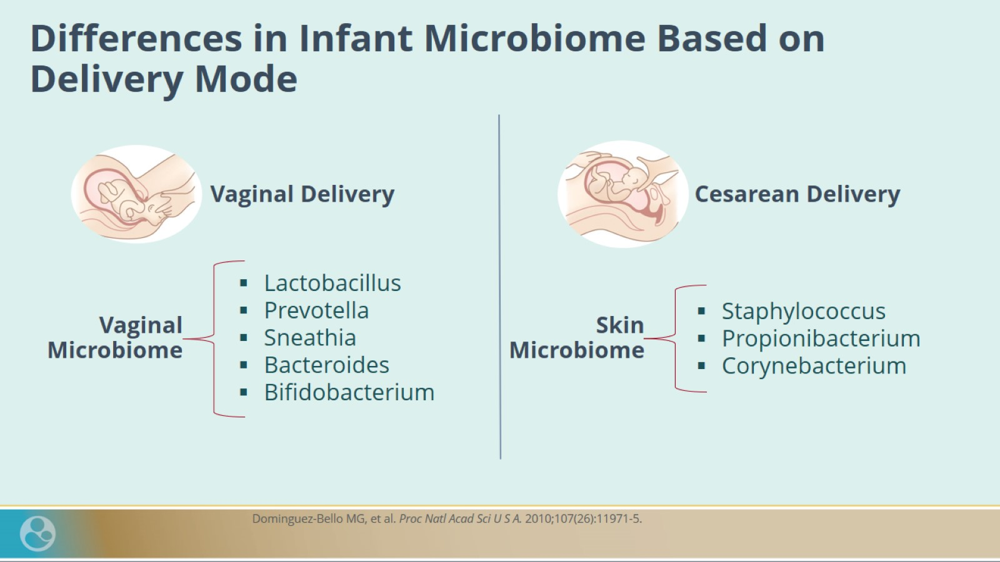 Differences in Infant Microbiome Based on
Delivery Mode
Vaginal Delivery
Vaginal
Microbiome
▪ Lactobacillus
▪ Prevotella
▪ Sneathia
▪ Bacteroides
▪ Bifidobacterium
Cesarean Delivery
Skin
Microbiome
▪ Staphylococcus
▪ Propionibacterium
▪ Corynebacterium
Dominguez-Bello MG, et al. Proc Natl Acad Sci U S A. 2010;107(26):11971-5.